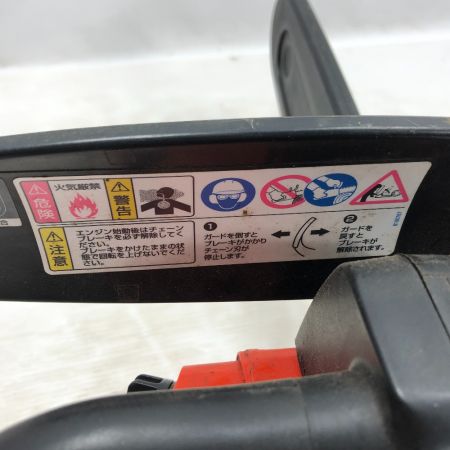 危険
火気厳禁
警告
合
注意
エンジン始動後はチェーン
ブレーキを必ず解除してく
ださい。
ブレーキをかけたままの状
態で回転を上げないでくだ
さい。
1
ガードを倒すと
ブレーキがかかり
チェーン刃が
停止します。
2
ガードを
戻すと
ブレーキが
解除されます。